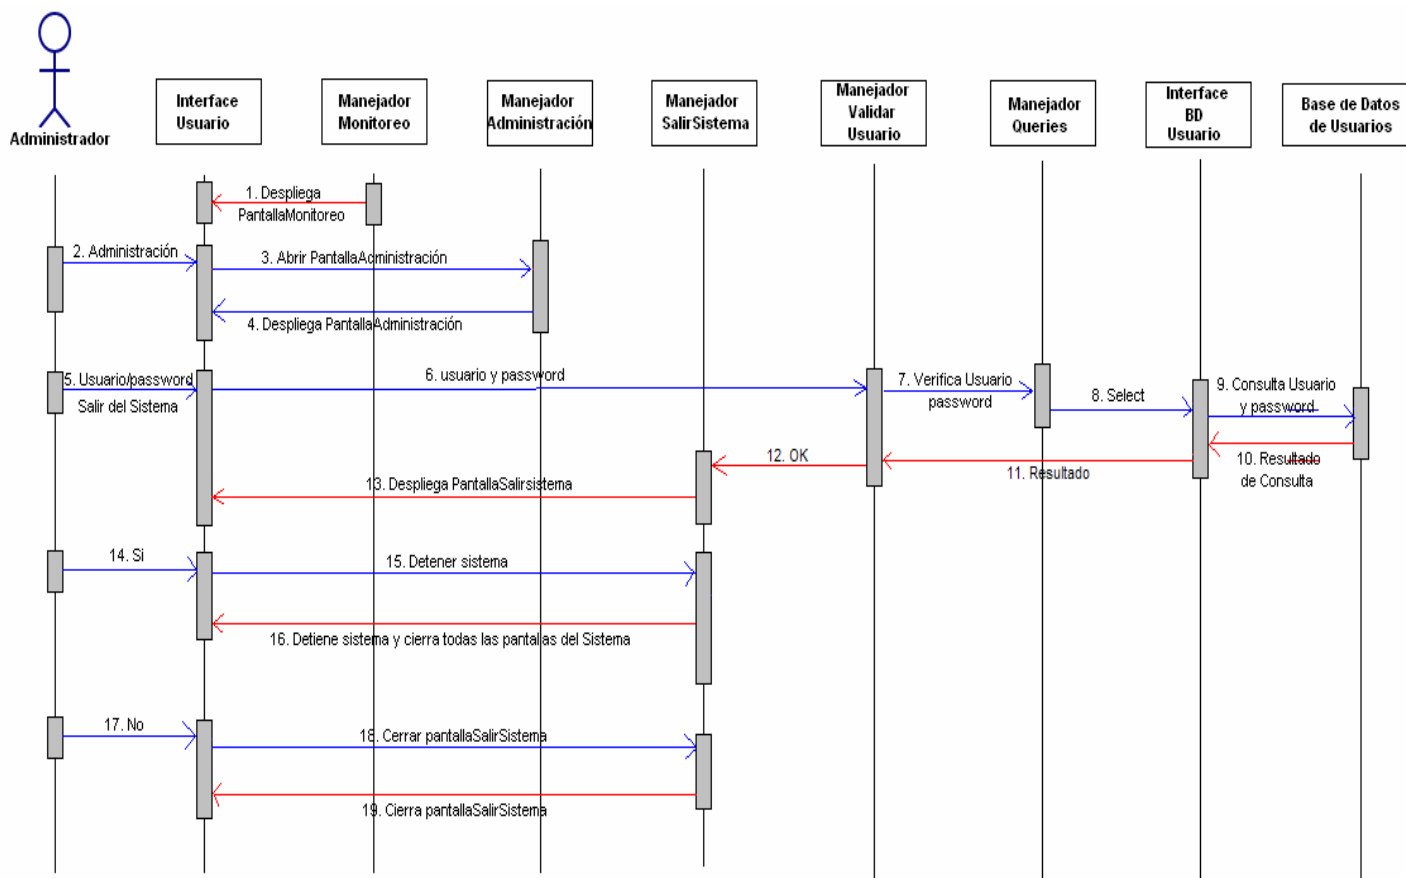 Administrador
Interface
Usuario
Manejador
Monitoreo
Manejador
Administración
Manejador
SalirSistema
Manejador
Validar
Usuario
Manejador
Queries
Interface
BD
Usuario
Base de Datos
de Usuarios
1. Despliega
PantallaMonitoreo
2. Administración
3. Abrir PantallaAdministración
4. Despliega PantallaAdministración
5. Usuario/password
Salir del Sistema
6. usuario y password
7. Verifica Usuario
password
8. Select
9. Consulta Usuario
y password
10. Resultado
de Consulta
11. Resultado
12. OK
13. Despliega PantallaSalirsistema
14. Si
15. Detener sistema
16. Detiene sistema y cierra todas las pantallas del Sistema
17. No
18. Cerrar pantallaSalirSistema
19. Cierra pantallaSalirSistema